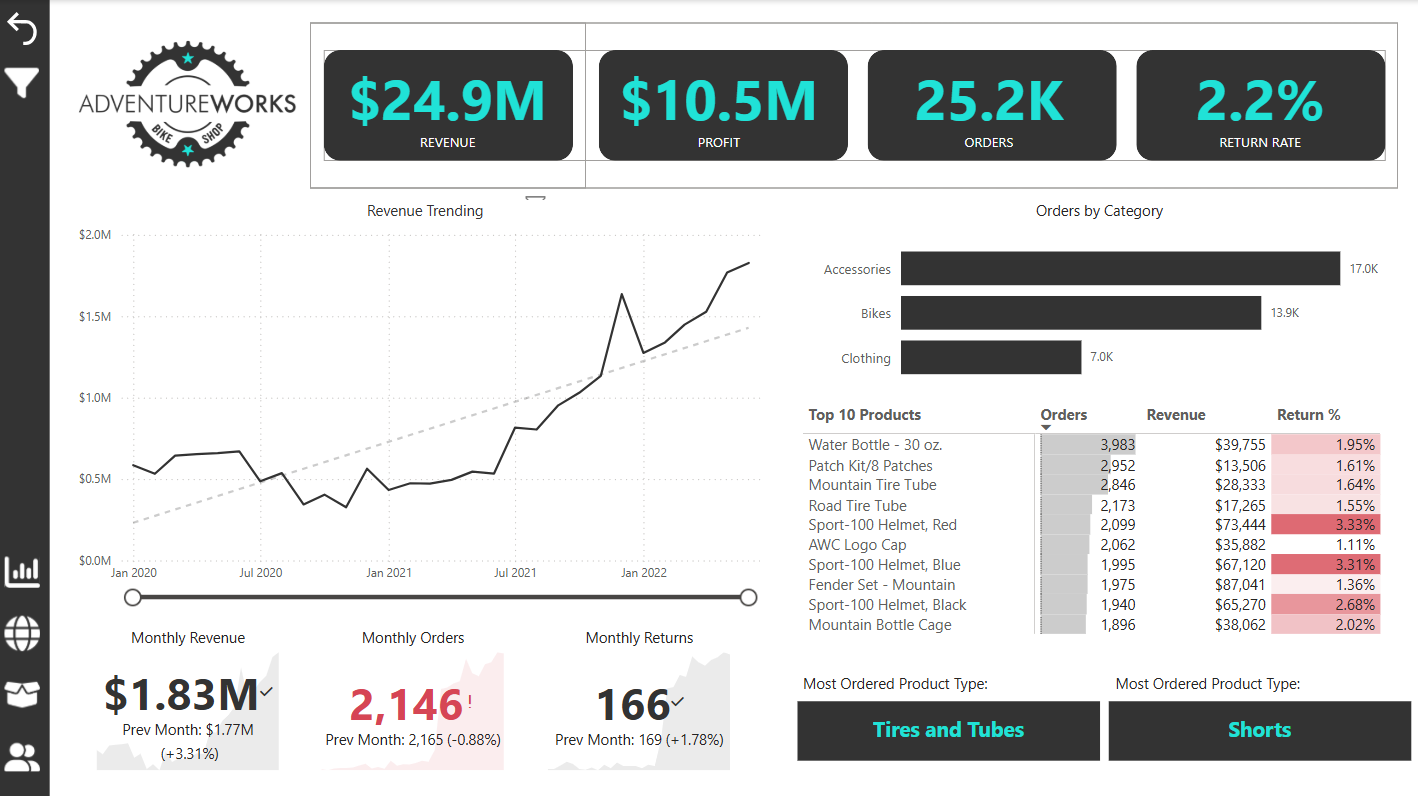 ADVENTUREWORKS
BIKE SHOP
$24.9M
REVENUE
$10.5M
PROFIT
25.2K
ORDERS
2.2%
RETURN RATE
Revenue Trending
$2.0M
$1.5M
$1.0M
$0.5M
$0.0M
Jan 2020 Jul 2020 Jan 2021 Jul 2021 Jan 2022
Orders by Category
Accessories 17.0K
Bikes 13.9K
Clothing 7.0K
Top 10 Products Orders Revenue Return %
Water Bottle - 30 oz. 3,983 $39,755 1.95%
Patch Kit/8 Patches 2,952 $13,506 1.61%
Mountain Tire Tube 2,846 $28,333 1.64%
Road Tire Tube 2,173 $17,265 1.55%
Sport-100 Helmet, Red 2,099 $73,444 3.33%
AWC Logo Cap 2,062 $35,882 1.11%
Sport-100 Helmet, Blue 1,995 $67,120 3.31%
Fender Set - Mountain 1,975 $87,041 1.36%
Sport-100 Helmet, Black 1,940 $65,270 2.68%
Mountain Bottle Cage 1,896 $38,062 2.02%
Monthly Revenue
$1.83M
Prev Month: $1.77M
(+3.31%)
Monthly Orders
2,146!
Prev Month: 2,165 (-0.88%)
Monthly Returns
166
Prev Month: 169 (+1.78%)
Most Ordered Product Type:
Tires and Tubes
Most Ordered Product Type:
Shorts